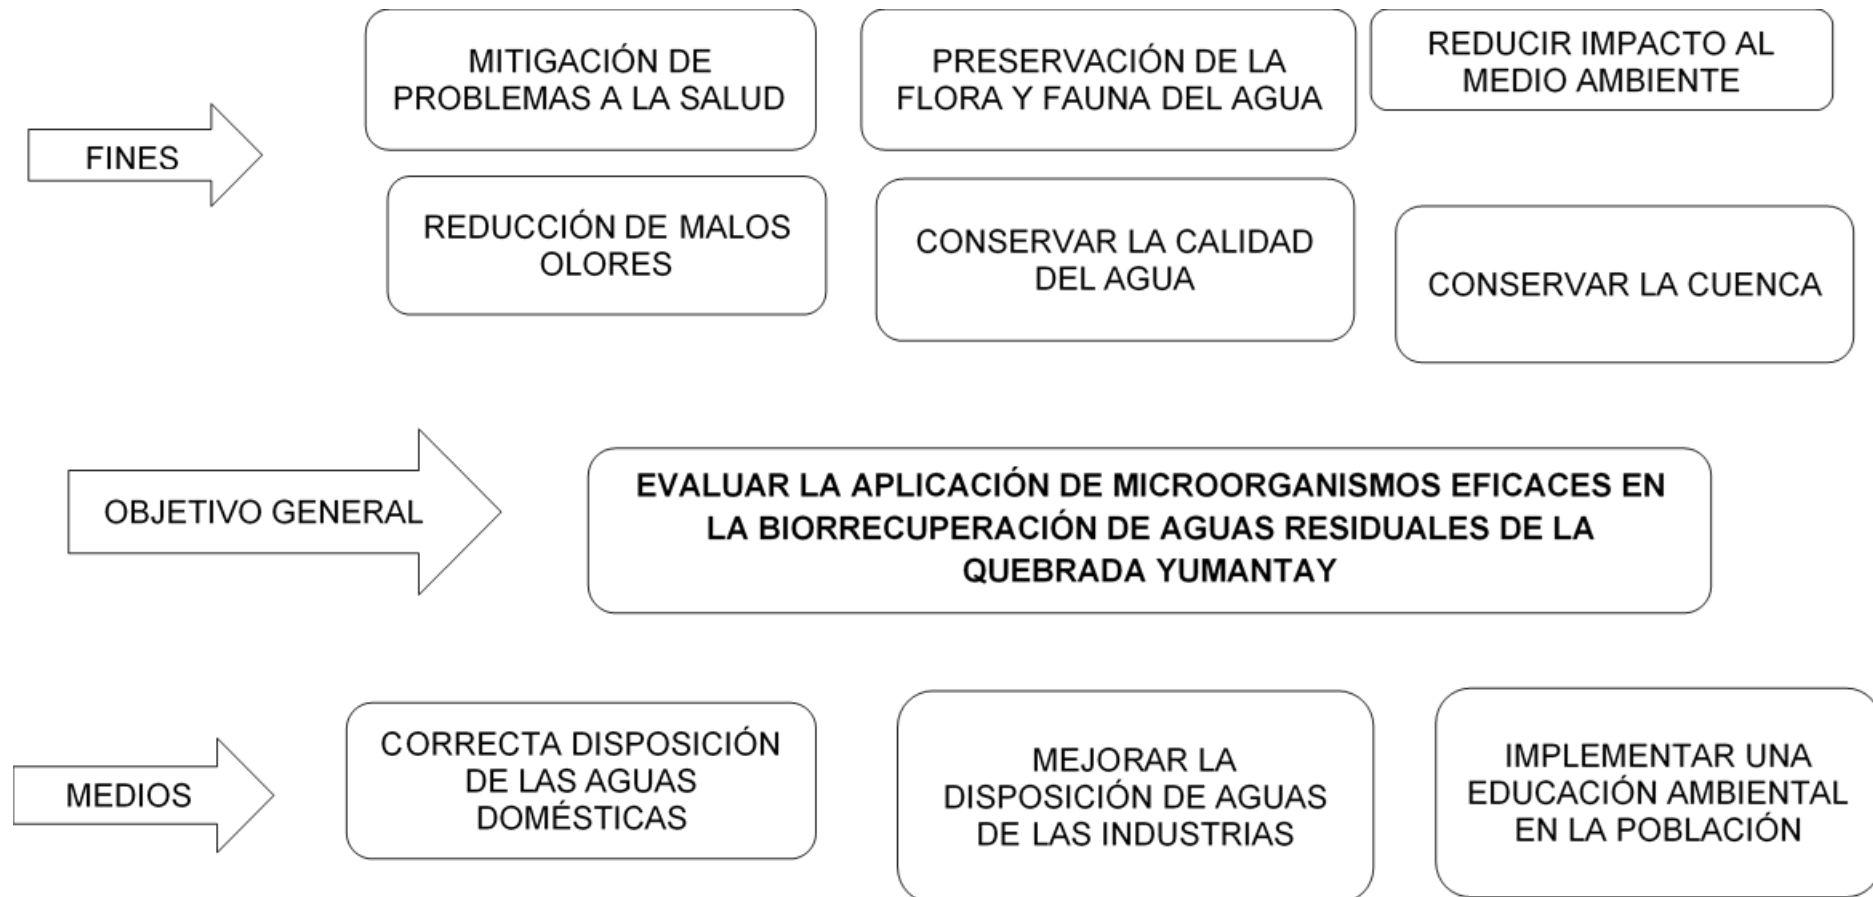 FINES
MITIGACIÓN DE
PROBLEMAS A LA SALUD
PRESERVACIÓN DE LA
FLORA Y FAUNA DEL AGUA
REDUCIR IMPACTO AL
MEDIO AMBIENTE
REDUCCIÓN DE MALOS
OLORES
CONSERVAR LA CALIDAD
DEL AGUA
CONSERVAR LA CUENCA
OBJETIVO GENERAL
EVALUAR LA APLICACIÓN DE MICROORGANISMOS EFICACES EN
LA BIORRECUPERACIÓN DE AGUAS RESIDUALES DE LA
QUEBRADA YUMANTAY
MEDIOS
CORRECTA DISPOSICIÓN
DE LAS AGUAS
DOMÉSTICAS
MEJORAR LA
DISPOSICIÓN DE AGUAS
DE LAS INDUSTRIAS
IMPLEMENTAR UNA
EDUCACIÓN AMBIENTAL
EN LA POBLACIÓN